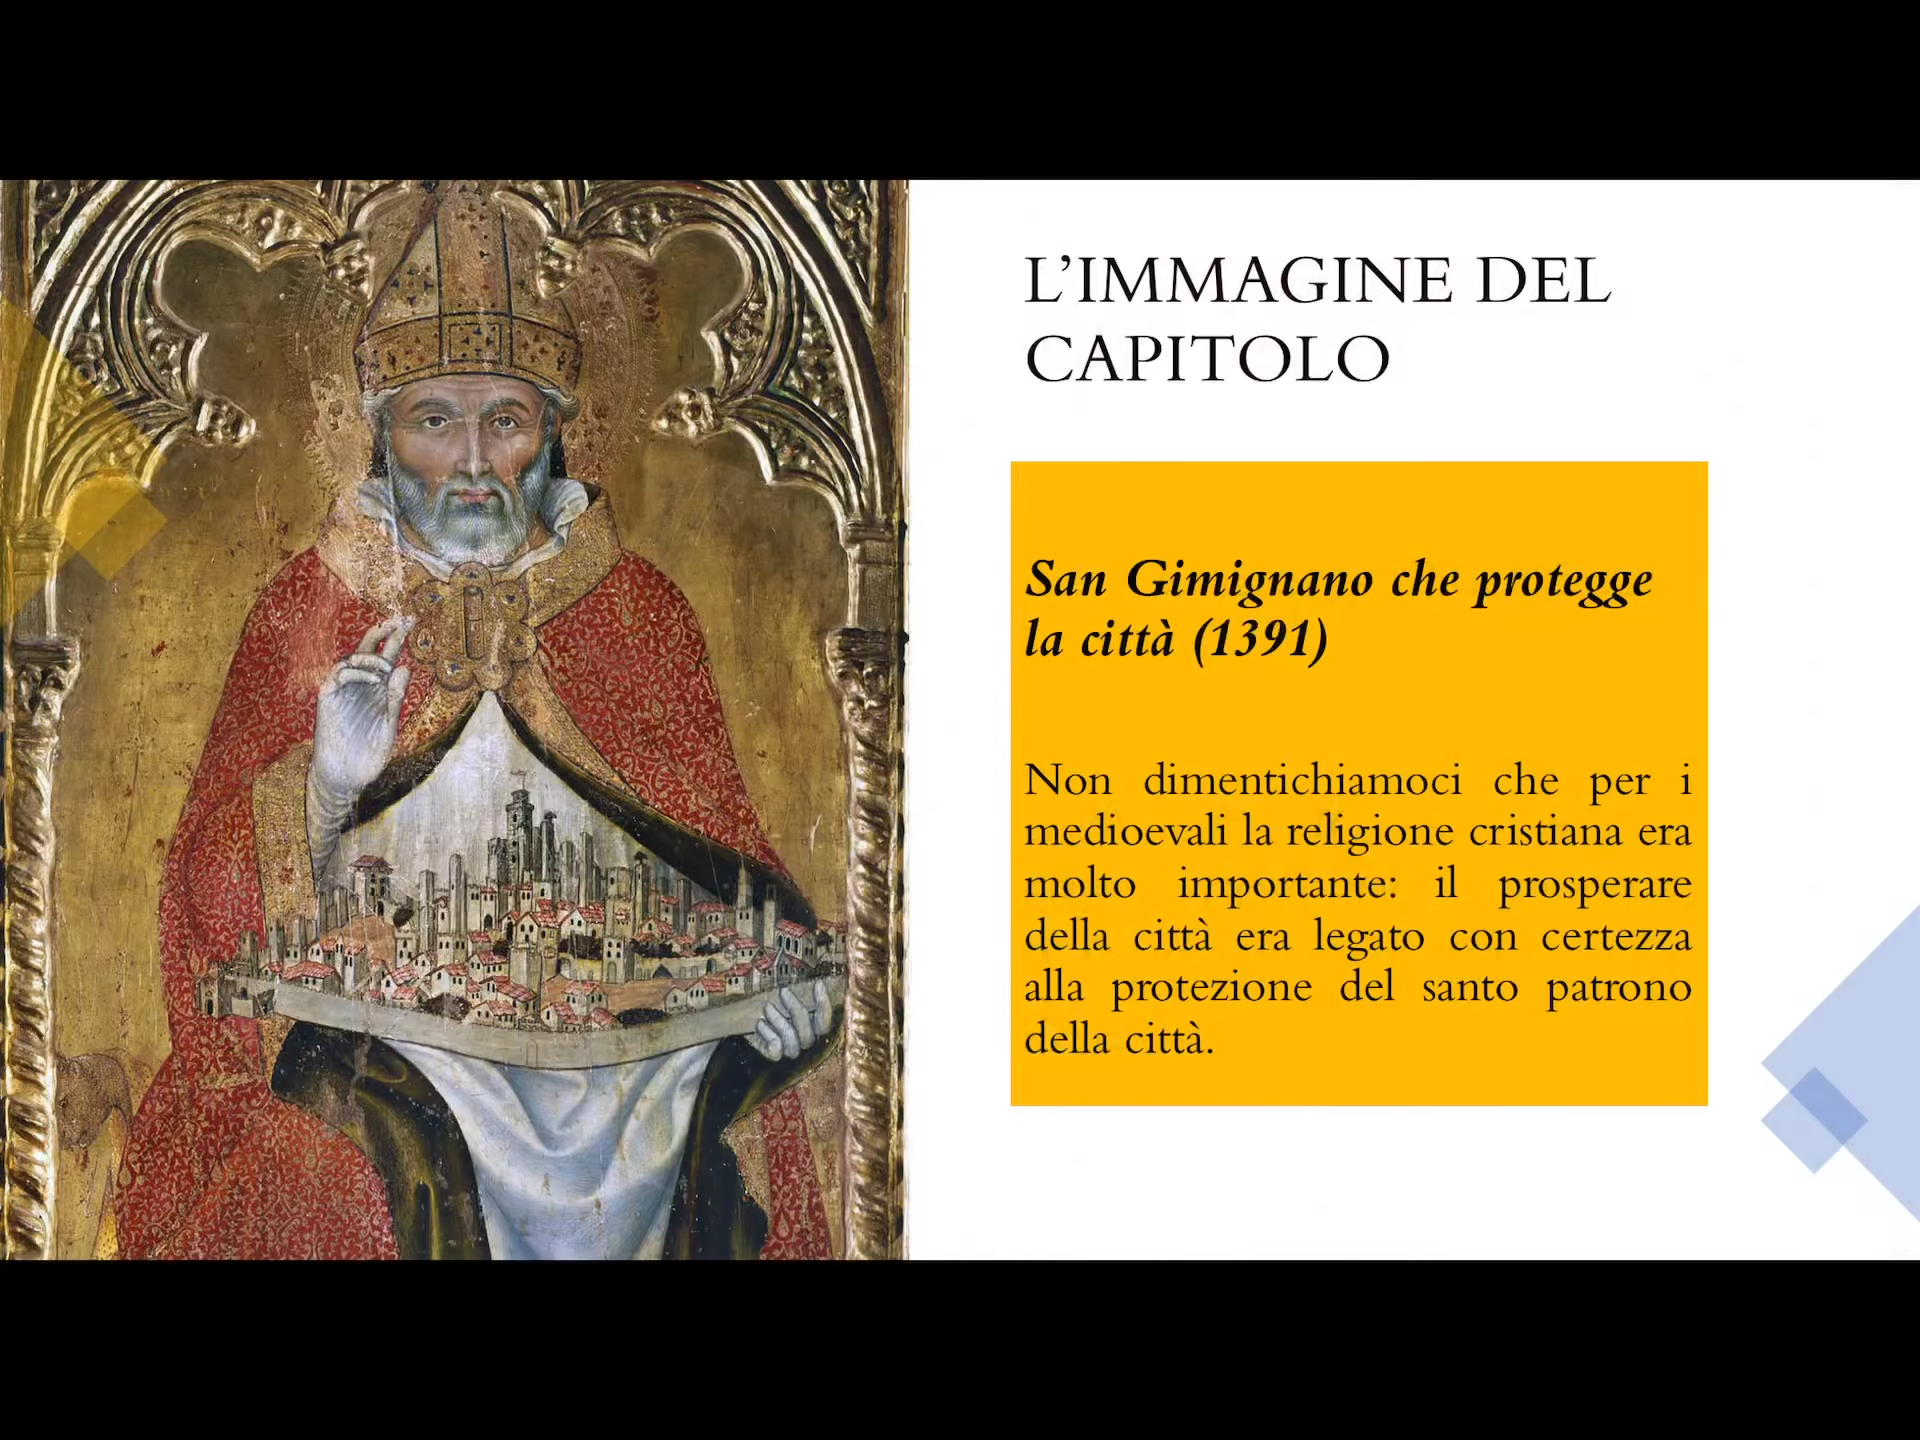 L’IMMAGINE DEL
CAPITOLO
San Gimignano che protegge
la città (1391)
Non dimentichiamoci che per i
medioevali la religione cristiana era
molto importante: il prosperare
della città era legato con certezza
alla protezione del santo patrono
della città.